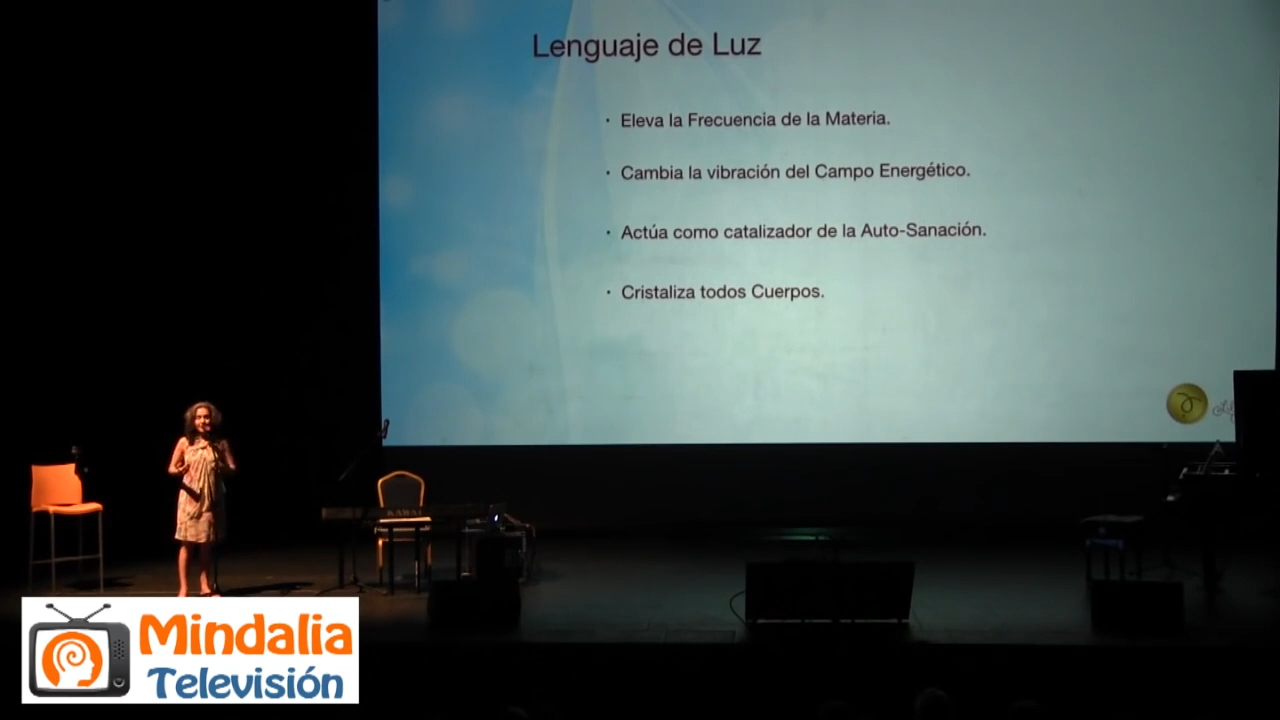 Lenguaje de Luz
· Eleva la Frecuencia de la Materia.
· Cambia la vibración del Campo Energético.
· Actúa como catalizador de la Auto-Sanación.
· Cristaliza todos Cuerpos.
KAWAI
Mindalia
Televisión